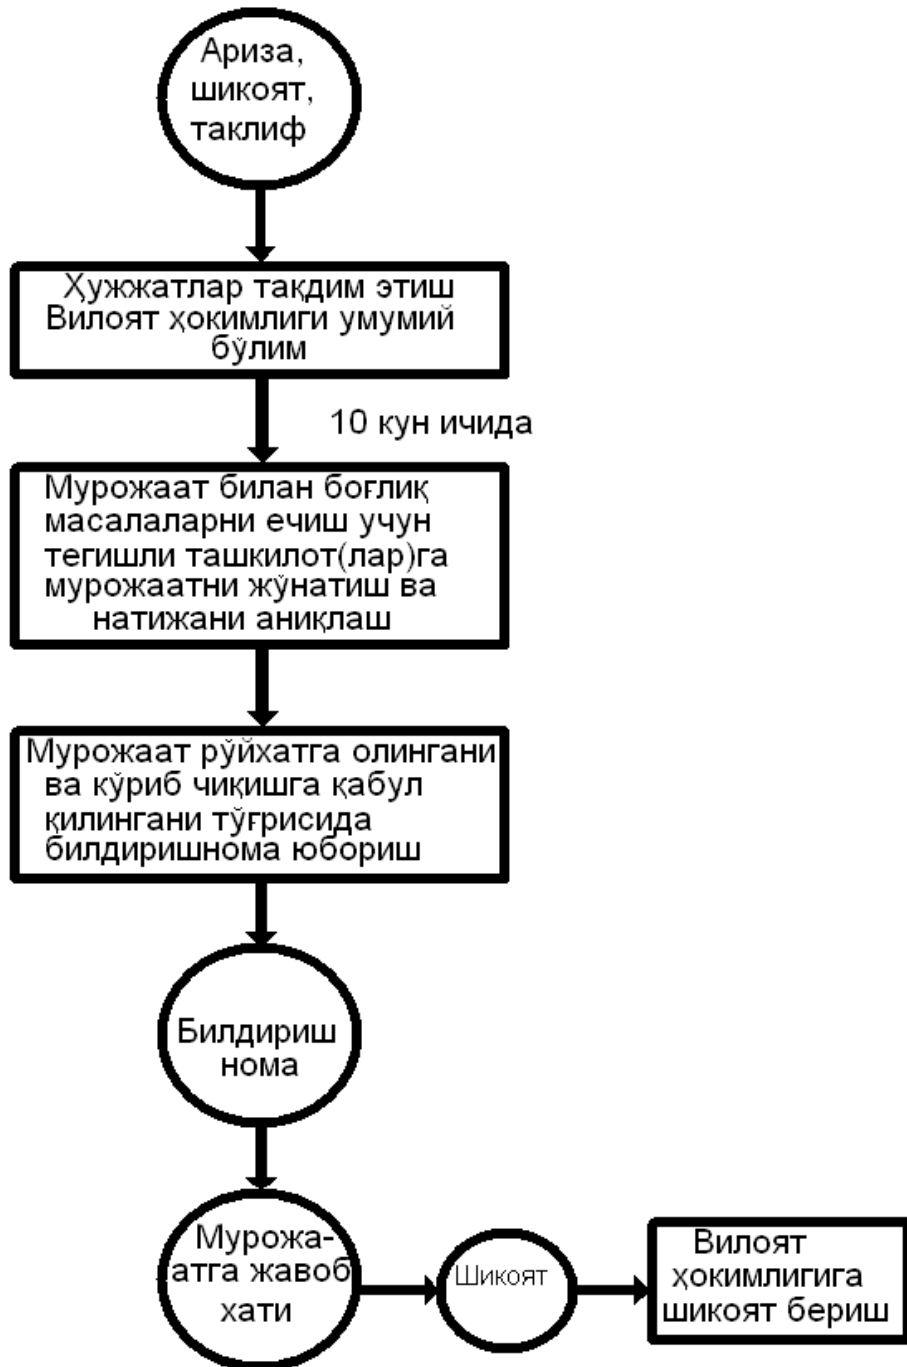 Ариза,
шикоят,
таклиф
Ҳужжатлар тақдим этиш
Вилоят ҳокимлиги умумий
бўлим
10 кун ичида
Мурожаат билан боғлиқ
масалаларни ечиш учун
тегишли ташкилот(лар)га
мурожаатни жўнатиш ва
натижани аниқлаш
Мурожаат рўйхатга олингани
ва кўриб чиқишга қабул
қилингани тўғрисида
билдиришнома юбориш
Билдириш
нома
Мурожа-
атга жавоб
хати
Шикоят
Вилоят
ҳокимлигига
шикоят бериш